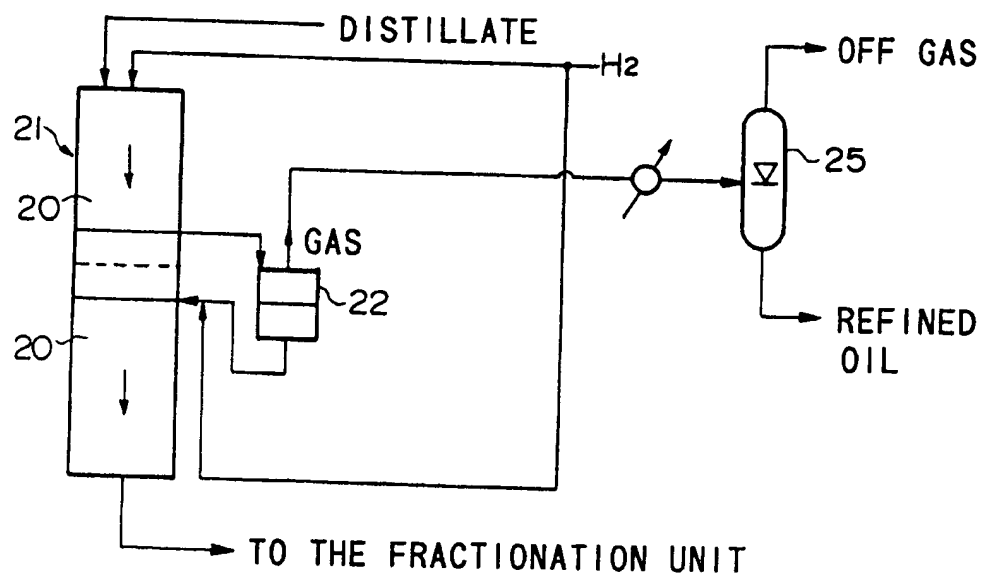 DISTILLATE
H2
OFF GAS
21
25
20
GAS
22
20
REFINED
OIL
TO THE FRACTIONATION UNIT